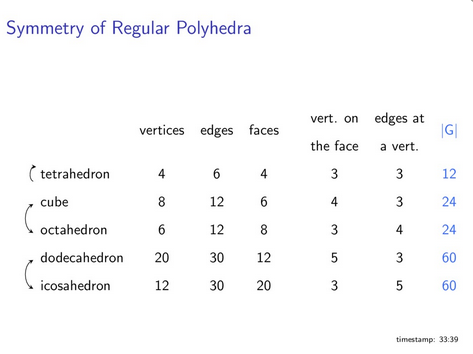 Symmetry of Regular Polyhedra
vertices edges faces vert. on the face edges at a vert. |G|
tetrahedron 4 6 4 3 3 12
cube 8 12 6 4 3 24
octahedron 6 12 8 3 4 24
dodecahedron 20 30 12 5 3 60
icosahedron 12 30 20 3 5 60
timestamp: 33:39